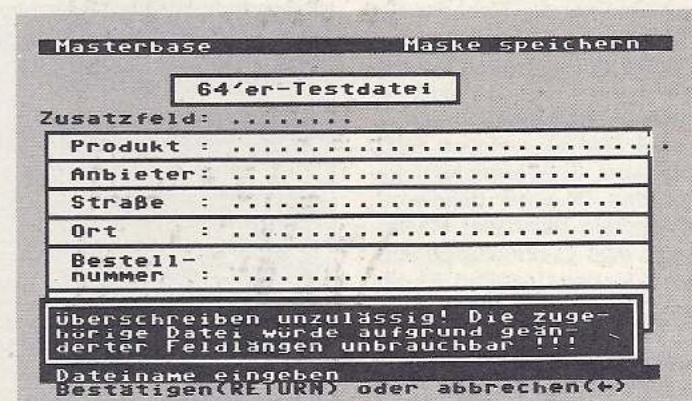 Masterbase Maske speichern
64'er-Testdatei
Zusatzfeld: ........
Produkt : ..............................
Anbieter: ...........................
Straße : ...........................
Ort : ...........................
Bestell-
nummer : ..........
Überschreiben unzulässig! Die zuge-
hörige Datei würde aufgrund geän-
derter Feldlängen unbrauchbar !!!
Dateiname eingeben
Bestätigen(RETURN) oder abbrechen(←)